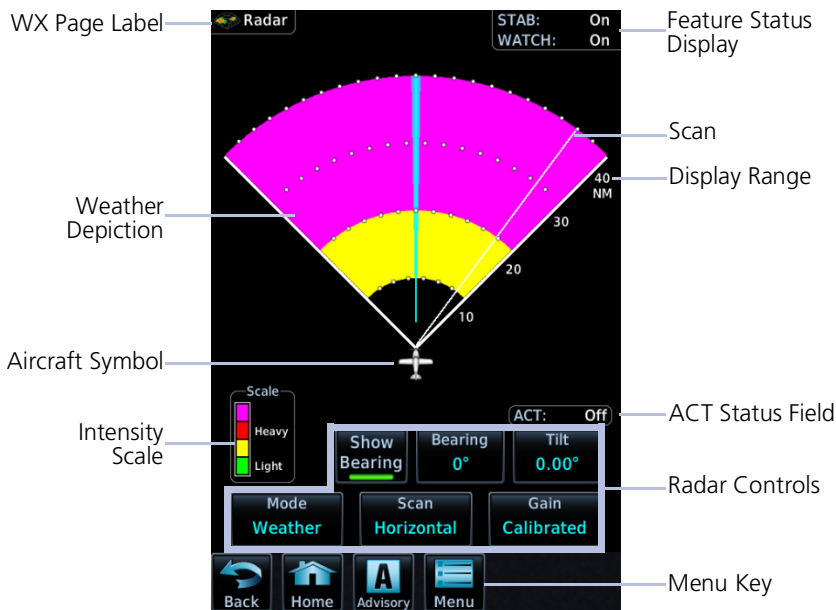 WX Page Label
Radar
STAB: On
WATCH: On
Feature Status
Display
Scan
40
NM
Display Range
30
Weather
Depiction
20
10
Aircraft Symbol
Scale
Heavy
Light
Intensity
Scale
ACT: Off
ACT Status Field
Show
Bearing
Bearing
0°
Tilt
0.00°
Radar Controls
Mode
Weather
Scan
Horizontal
Gain
Calibrated
Back
Home
A
Advisory
Menu
Menu Key